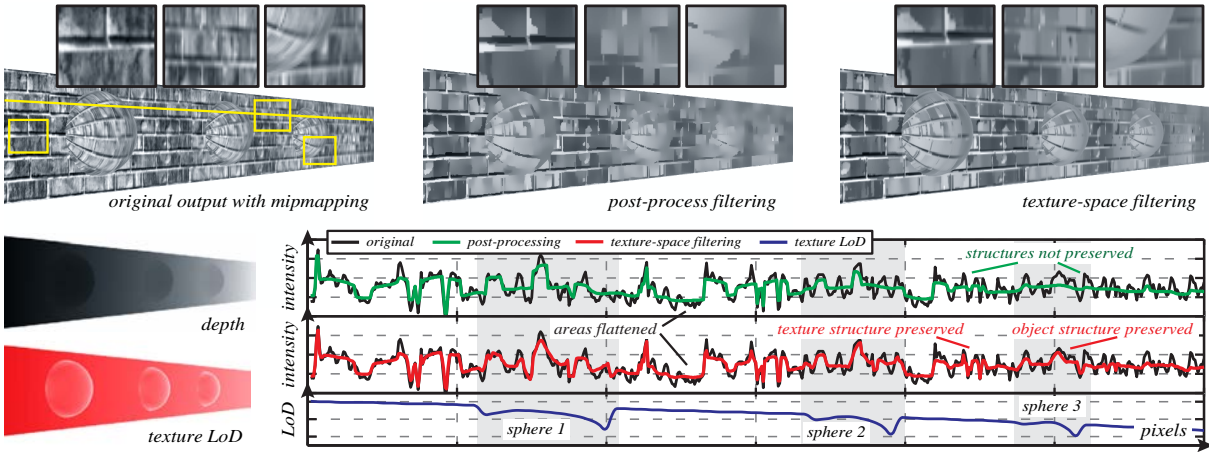 original output with mipmapping
post-process filtering
texture-space filtering
depth
texture LoD
original
post-processing
texture-space filtering
texture LoD
intensity
structures not preserved
areas flattened
intensity
texture structure preserved
object structure preserved
LoD
sphere 1
sphere 2
sphere 3
pixels